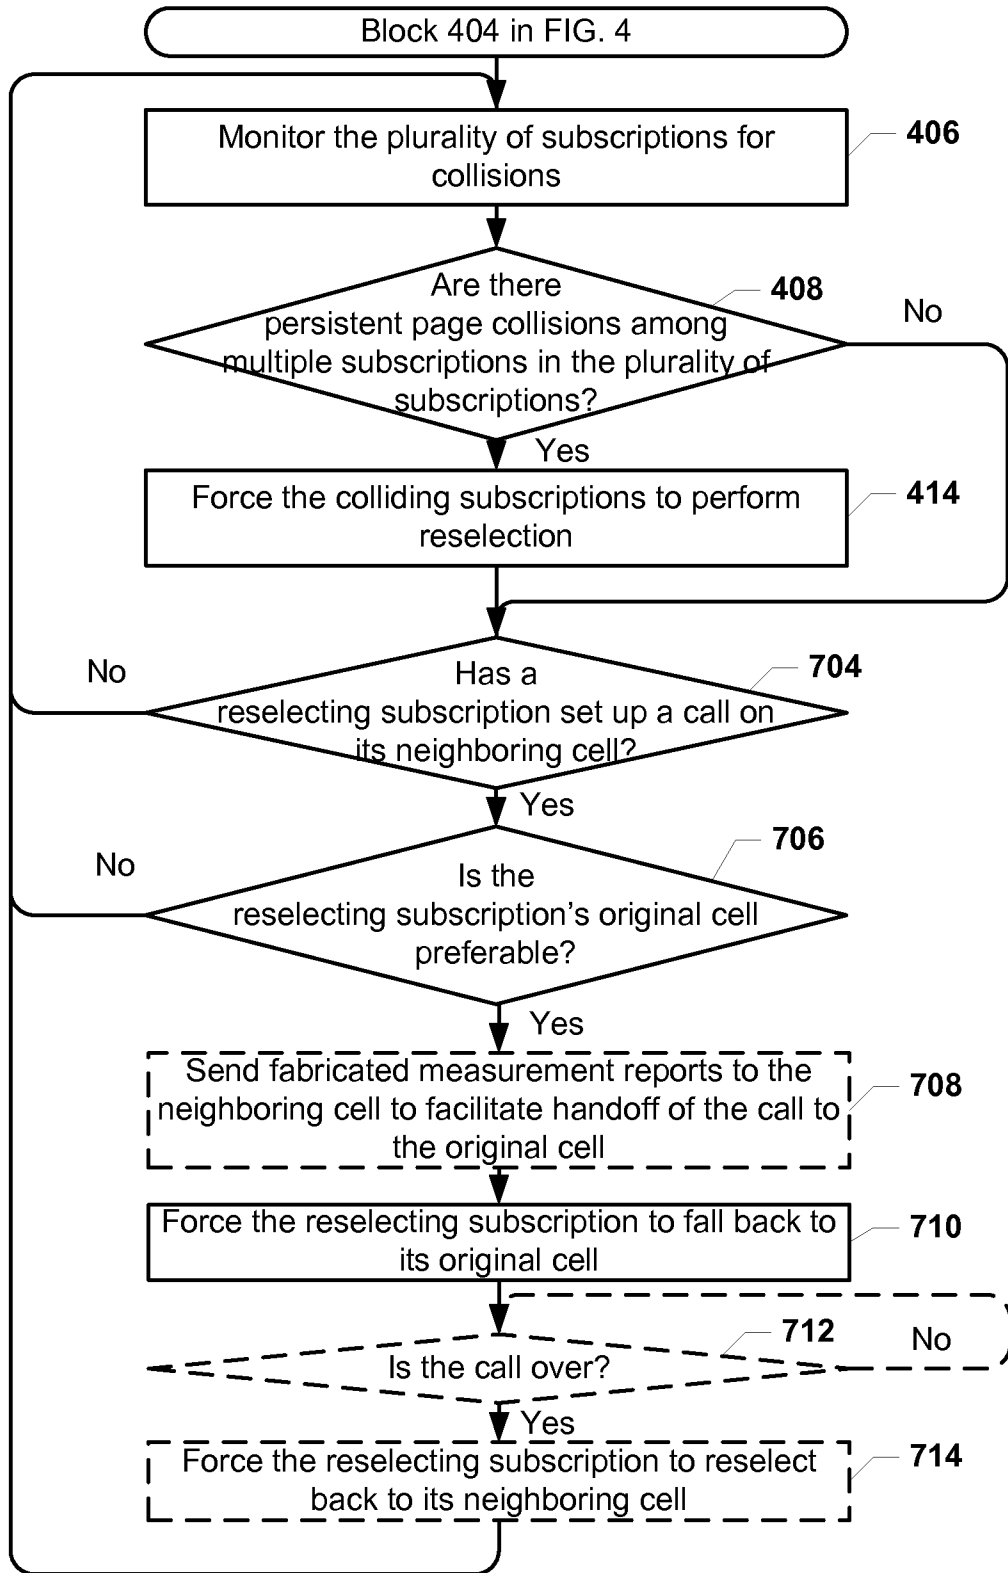 Block 404 in FIG. 4
Monitor the plurality of subscriptions for
collisions
406
Are there
persistent page collisions among
multiple subscriptions in the plurality of
subscriptions?
408
No
Yes
Force the colliding subscriptions to perform
reselection
414
Has a
reselecting subscription set up a call on
its neighboring cell?
704
No
Yes
Is the
reselecting subscription's original cell
preferable?
706
No
Yes
Send fabricated measurement reports to the
neighboring cell to facilitate handoff of the call to
the original cell
708
Force the reselecting subscription to fall back to
its original cell
710
Is the call over?
712
No
Yes
Force the reselecting subscription to reselect
back to its neighboring cell
714